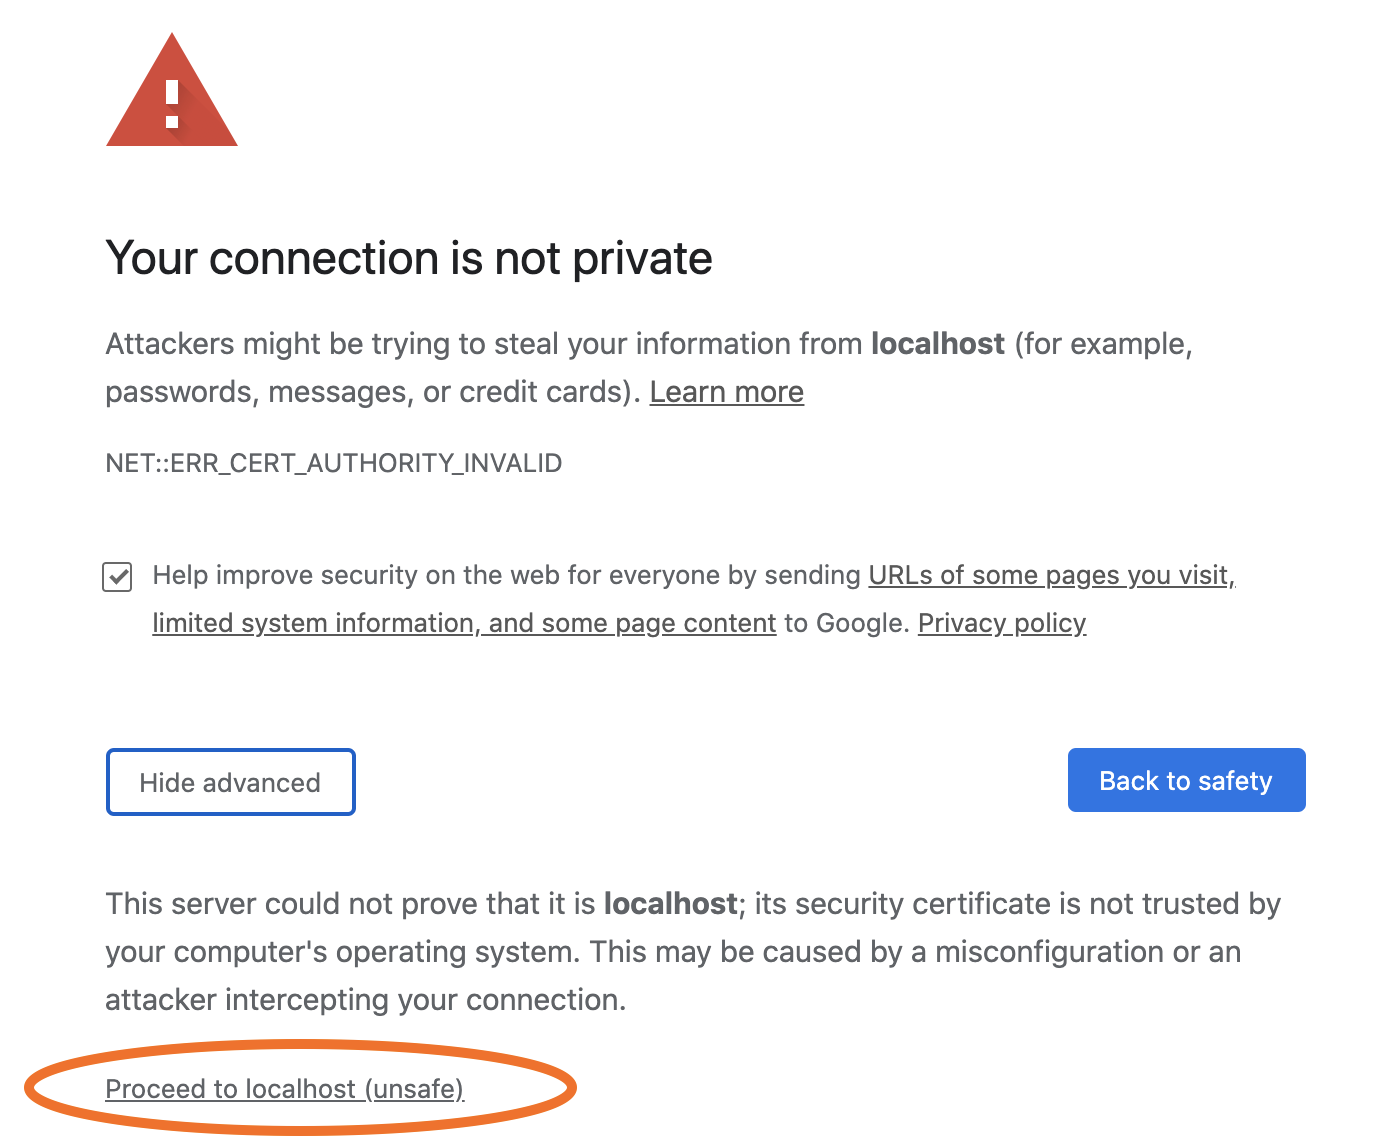 Your connection is not private
Attackers might be trying to steal your information from localhost (for example,
passwords, messages, or credit cards). Learn more
NET::ERR_CERT_AUTHORITY_INVALID
Help improve security on the web for everyone by sending URLs of some pages you visit,
limited system information, and some page content to Google. Privacy policy
Hide advanced
Back to safety
This server could not prove that it is localhost; its security certificate is not trusted by
your computer's operating system. This may be caused by a misconfiguration or an
attacker intercepting your connection.
Proceed to localhost (unsafe)